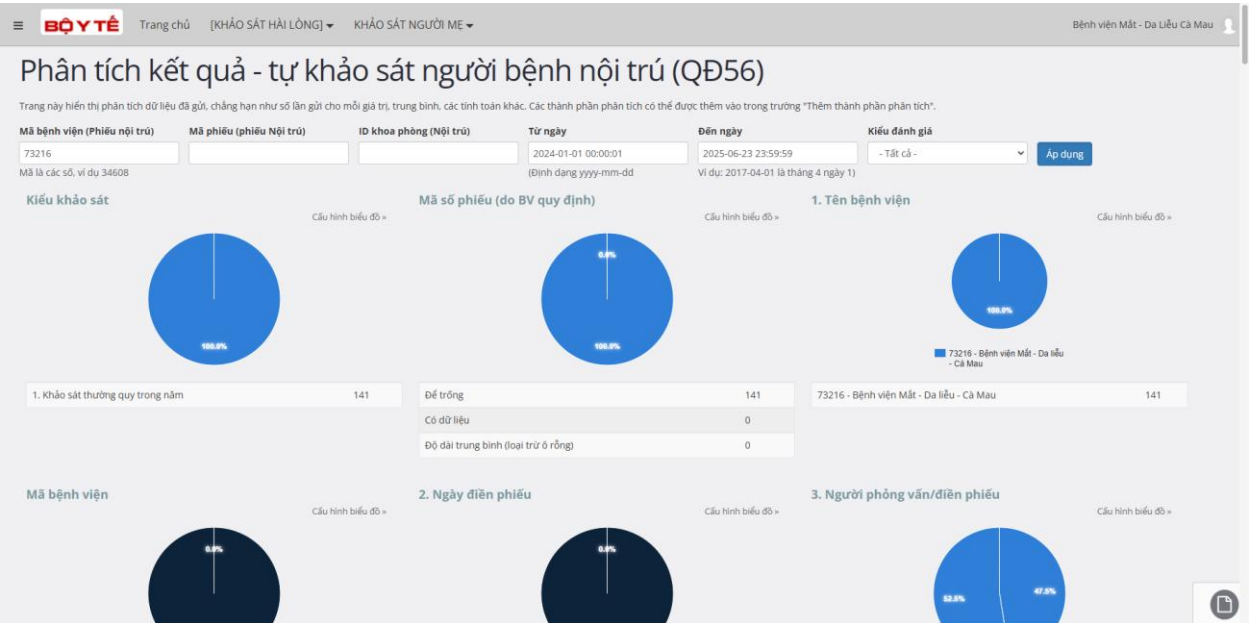 BỘ Y TẾ
Trang chủ
[KHẢO SÁT HÀI LÒNG]
KHẢO SÁT NGƯỜI MẸ
Bệnh viện Mắt - Da Liễu Cà Mau
Phân tích kết quả - tự khảo sát người bệnh nội trú (QĐ56)
Trang này hiển thị phân tích dữ liệu đã gửi, chẳng hạn như số lần gửi cho mỗi giá trị, trung bình, các tính toán khác. Các thành phần phân tích có thể được thêm vào trong trường "Thêm thành phần phân tích".
Mã bệnh viện (Phiếu nội trú)
Mã phiếu (phiếu Nội trú)
ID khoa phòng (Nội trú)
Từ ngày
Đến ngày
Kiểu đánh giá
73216
2024-01-01 00:00:01
2025-06-23 23:59:59
- Tất cả -
Áp dụng
Mã là các số, ví dụ 34608
(Định dạng yyyy-mm-dd
Ví dụ: 2017-04-01 là tháng 4 ngày 1)
Kiểu khảo sát
Mã số phiếu (do BV quy định)
1. Tên bệnh viện
Cấu hình biểu đồ »
Cấu hình biểu đồ »
Cấu hình biểu đồ »
0.0%
100.0%
100.0%
100.0%
73216 - Bệnh viện Mắt - Da liễu
- Cà Mau
1. Khảo sát thường quy trong năm 141
Để trống 141
73216 - Bệnh viện Mắt - Da liễu - Cà Mau 141
Có dữ liệu 0
Độ dài trung bình (loại trừ ô rỗng) 0
Mã bệnh viện
2. Ngày điền phiếu
3. Người phỏng vấn/điền phiếu
Cấu hình biểu đồ »
Cấu hình biểu đồ »
Cấu hình biểu đồ »
0.0%
0.0%
52.5%
47.5%